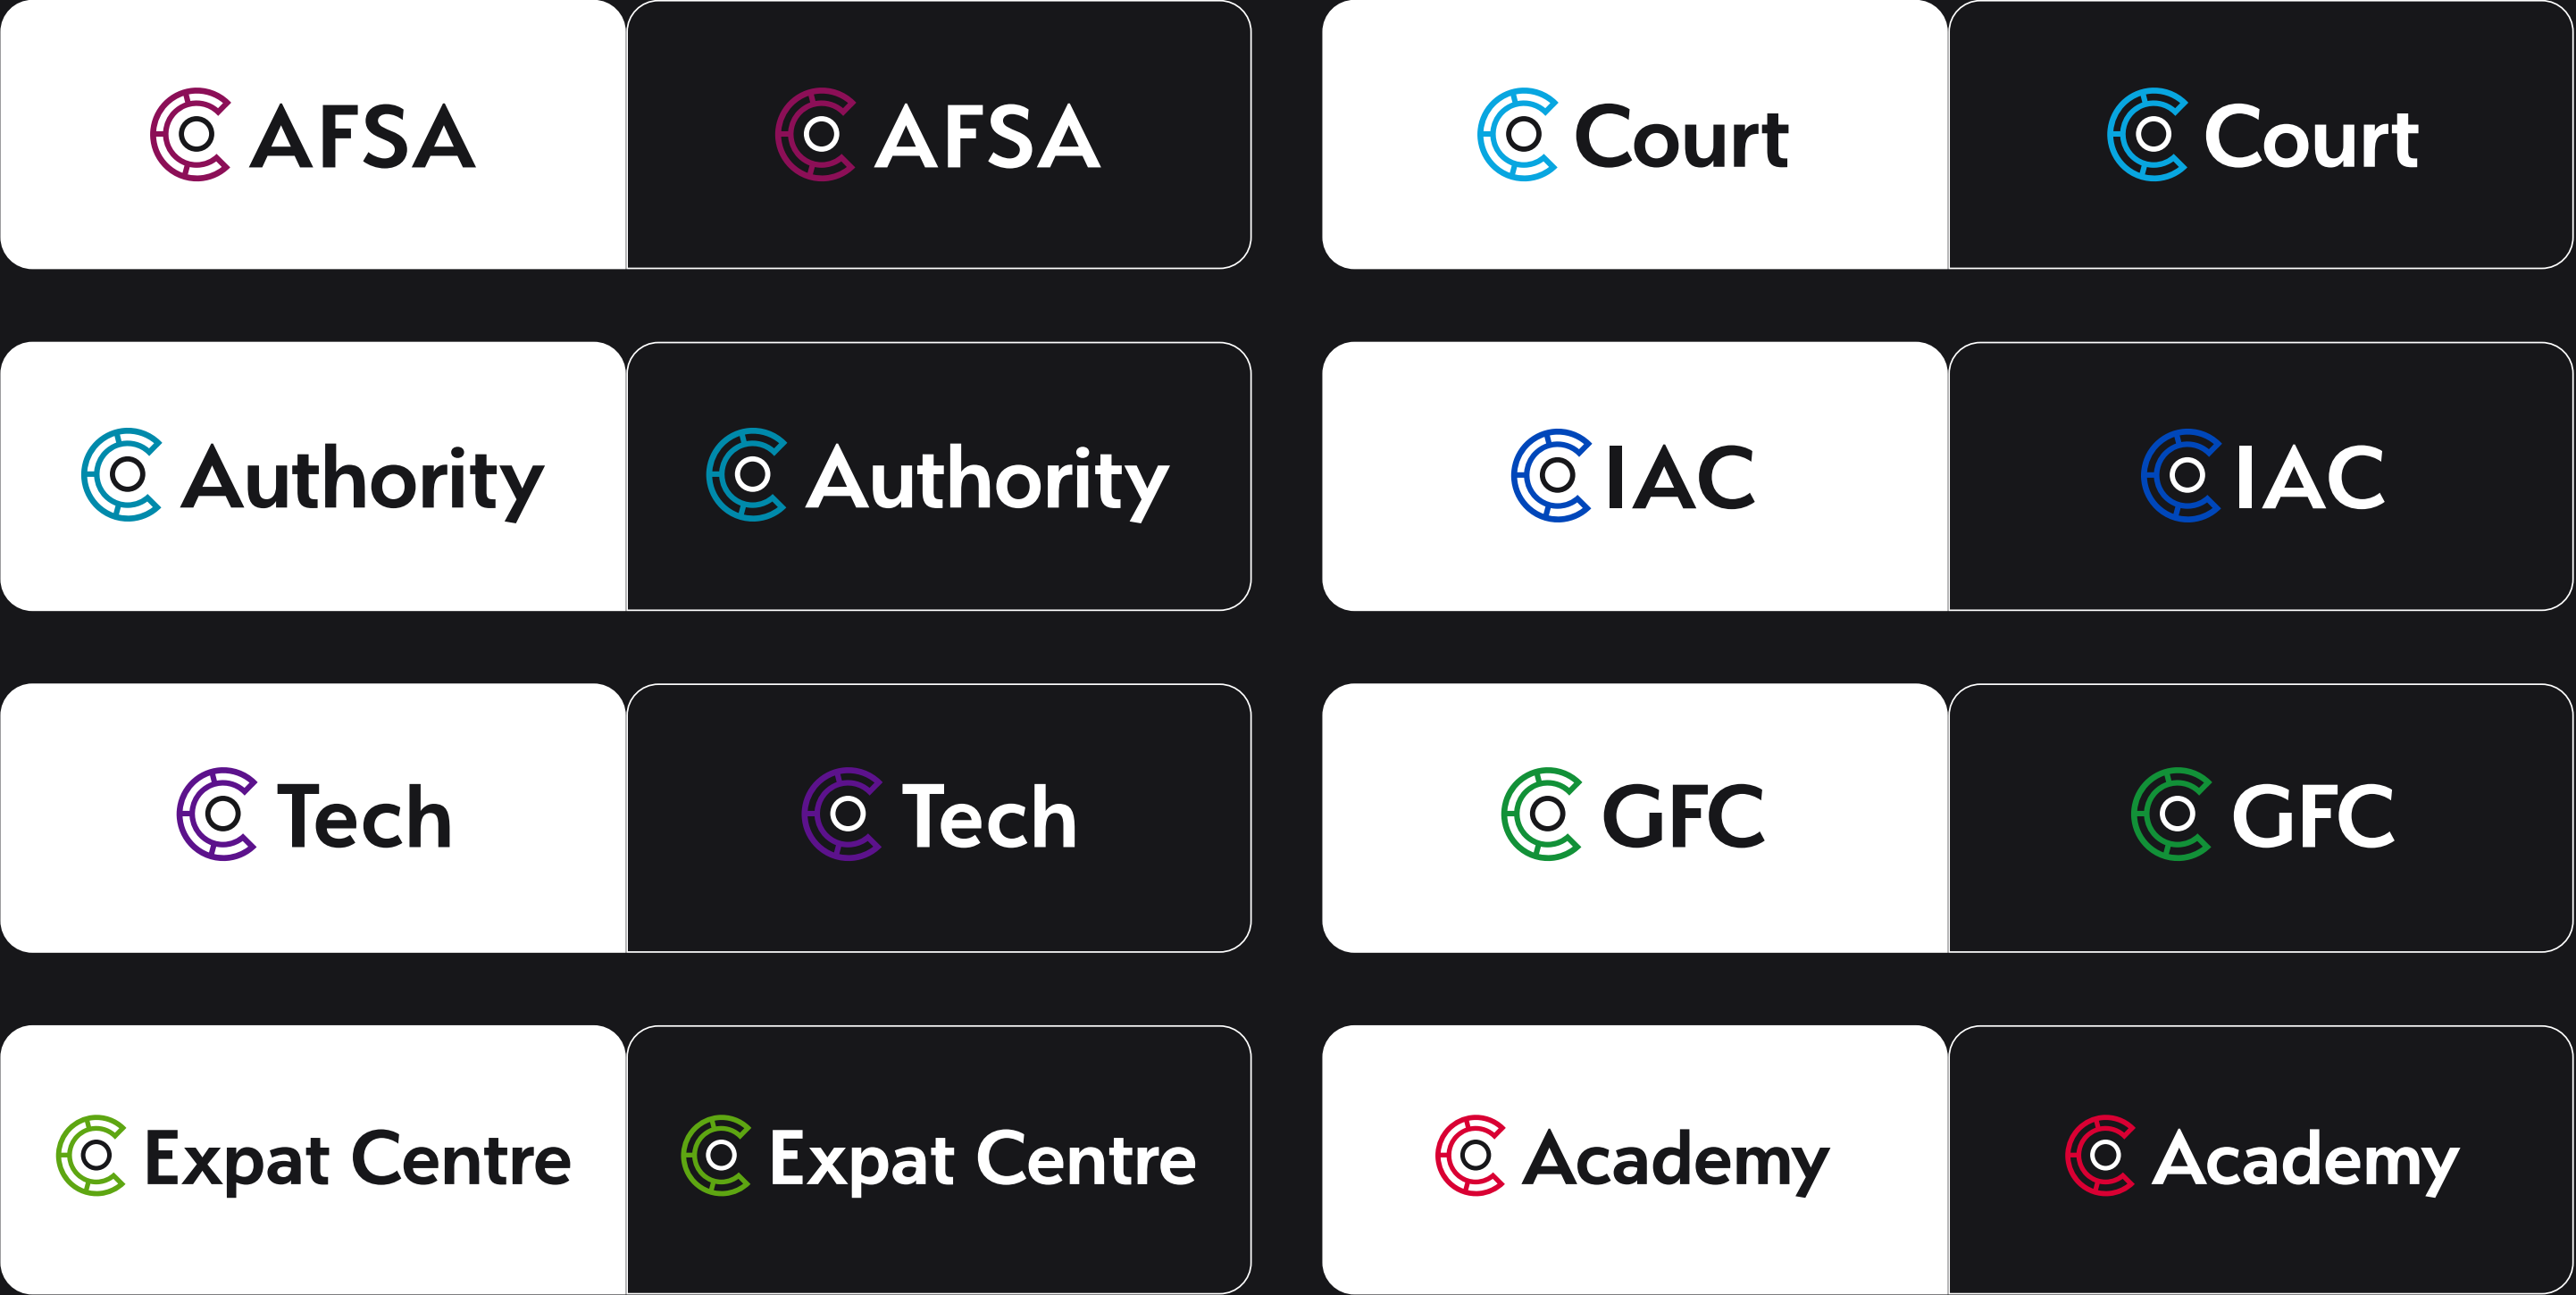 AFSA
AFSA
Court
Court
Authority
Authority
IAC
IAC
Tech
Tech
GFC
GFC
Expat Centre
Expat Centre
Academy
Academy